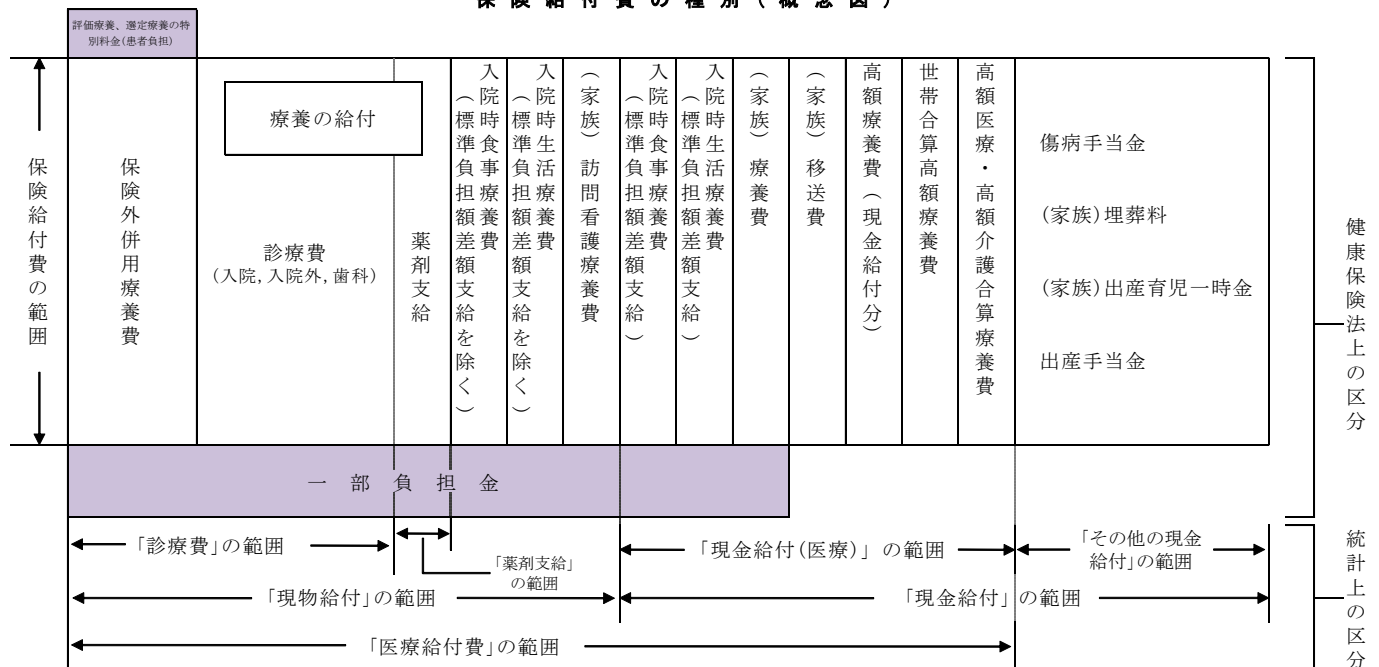 保険給付費の種別(概念図)
評価療養、選定療養の特
別料金(患者負担)
保険給付費の範囲
保険外併用療養費
療養の給付
診療費
(入院,入院外,歯科)
薬剤支給
入院時食事療養費
(標準負担額差額支給を除く)
入院時生活療養費
(標準負担額差額支給を除く)
(家族)訪問看護療養費
入院時食事療養費
(標準負担額差額支給)
入院時生活療養費
(標準負担額差額支給)
(家族)療養費
(家族)移送費
高額療養費(現金給付分)
世帯合算高額療養費
高額医療・高額介護合算療養費
傷病手当金
(家族)埋葬料
(家族)出産育児一時金
出産手当金
健康保険法上の区分
一部負担金
「診療費」の範囲
「薬剤支給」
の範囲
「現金給付(医療)」の範囲
「その他の現金
給付」の範囲
「現物給付」の範囲
「現金給付」の範囲
「医療給付費」の範囲
統計上の区分